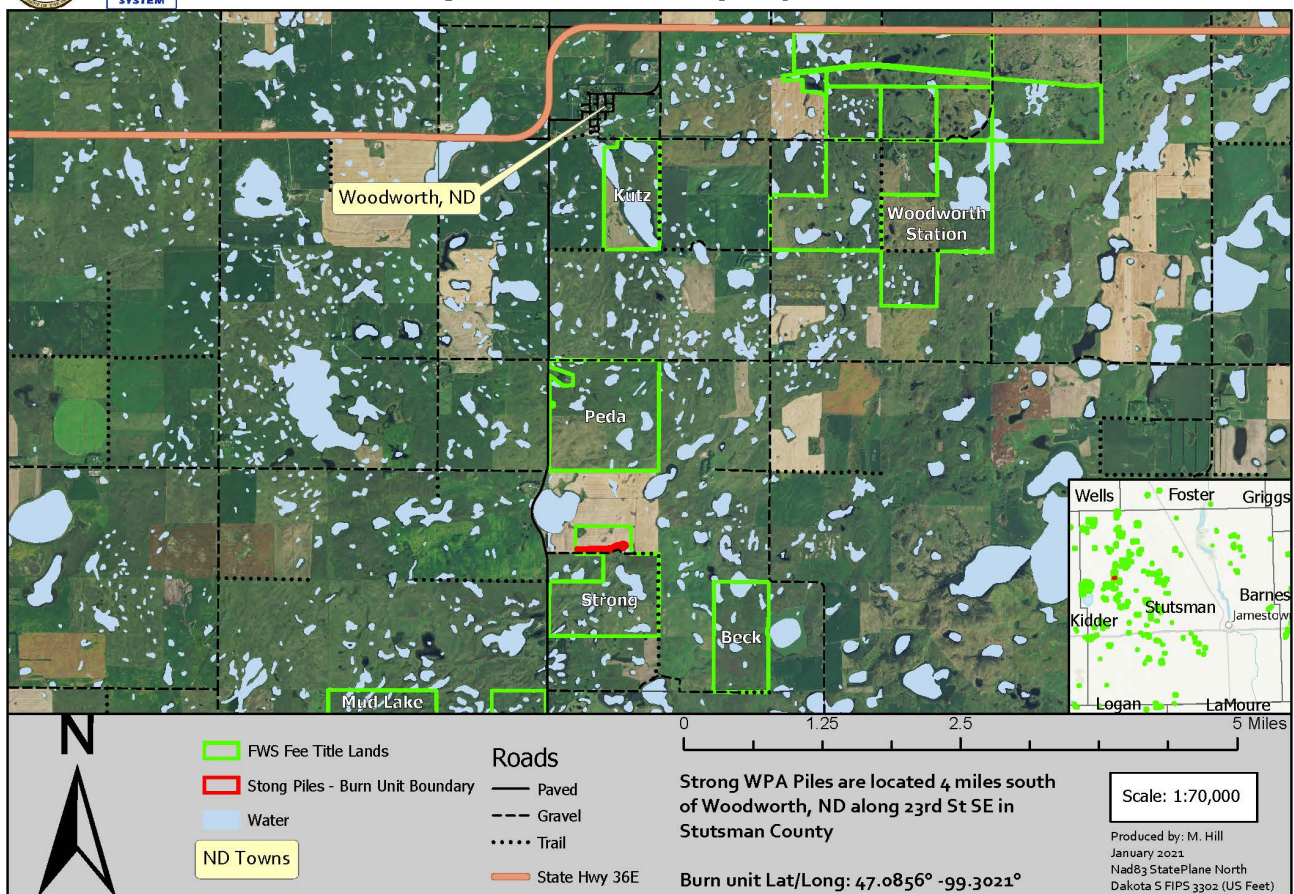 SYSTEM
Woodworth, ND
Kutz
Woodworth
Station
Peda
Strong
Beck
Mud Lake
Wells
Foster
Griggs
Barnes
Stutsman
Jamestown
Kidder
Logan
LaMoure
N
FWS Fee Title Lands
Stong Piles - Burn Unit Boundary
Water
ND Towns
Roads
Paved
Gravel
Trail
State Hwy 36E
0 1.25 2.5 5 Miles
Strong WPA Piles are located 4 miles south
of Woodworth, ND along 23rd St SE in
Stutsman County
Burn unit Lat/Long: 47.0856° -99.3021°
Scale: 1:70,000
Produced by: M. Hill
January 2021
Nad83 StatePlane North
Dakota S FIPS 3302 (US Feet)